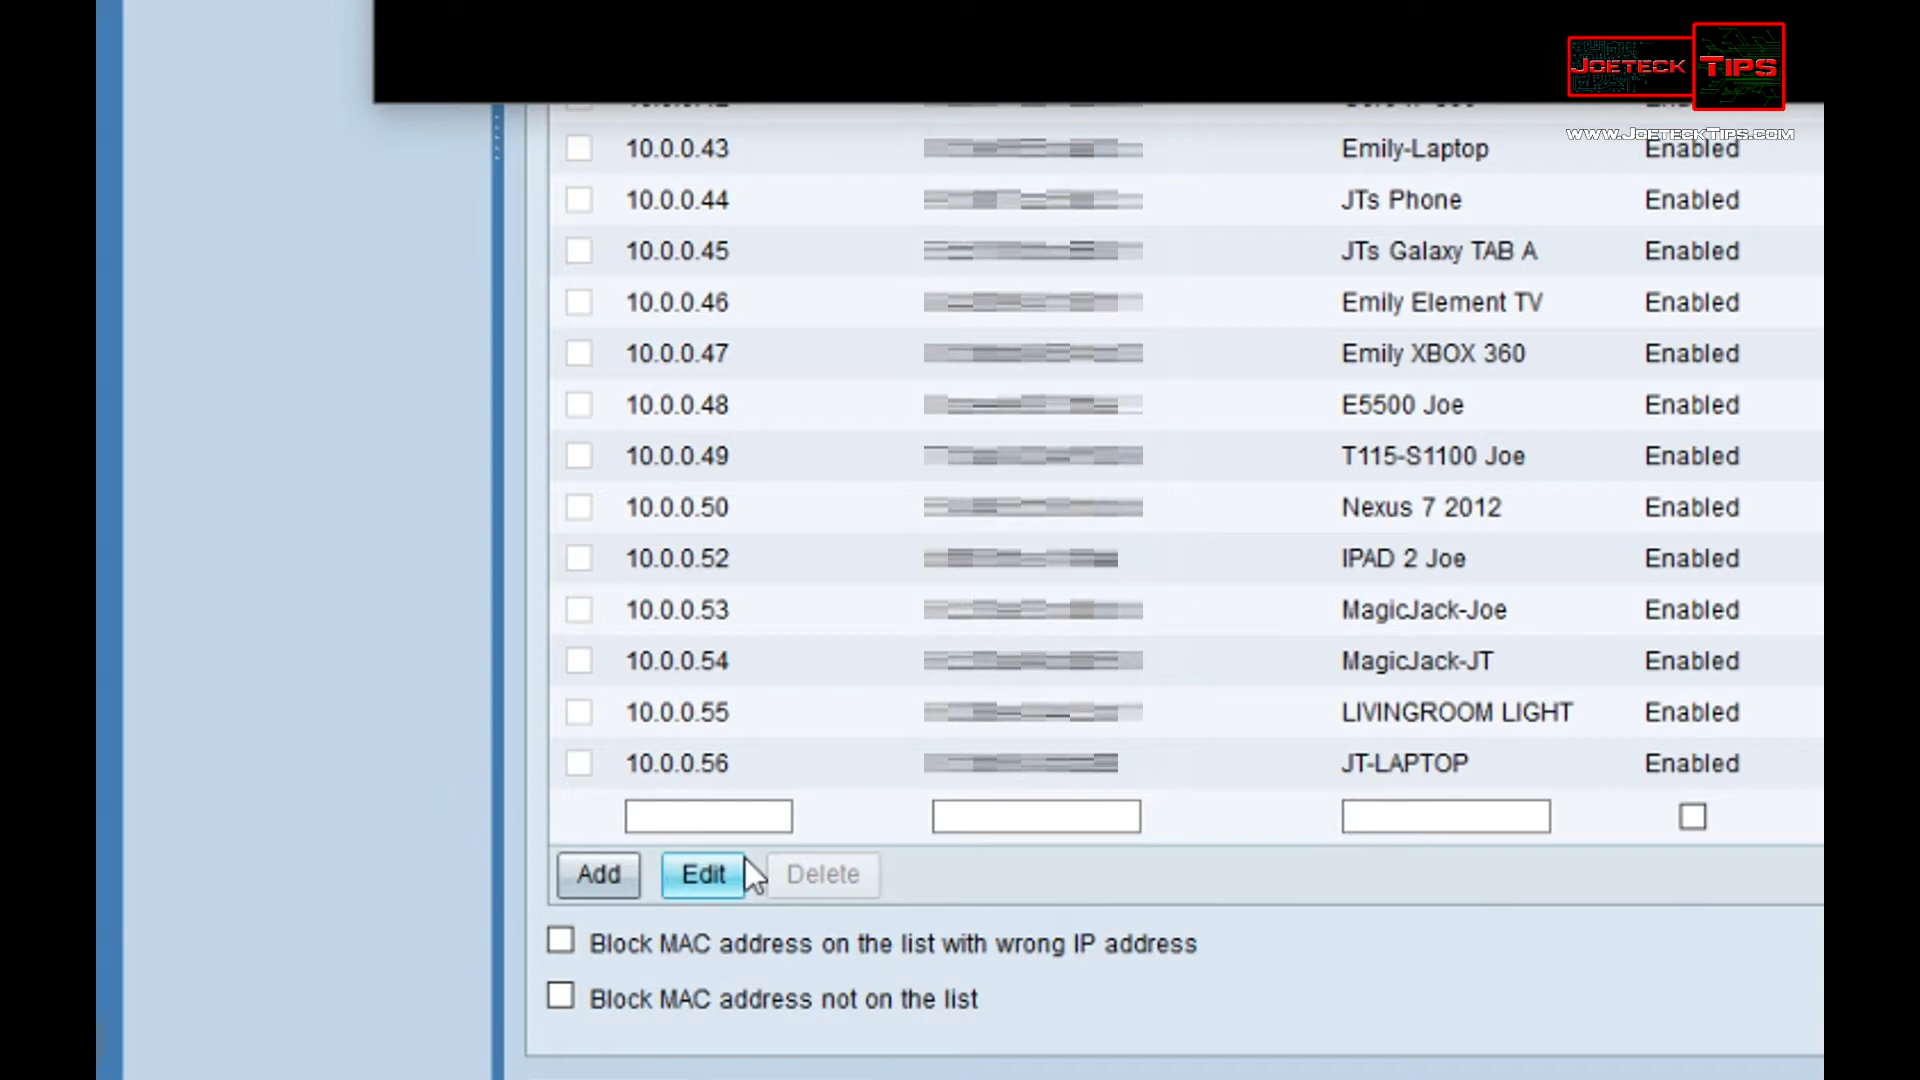 JOETECK TIPS
WWW.JOETECKTIPS.COM
10.0.0.43 Emily-Laptop Enabled
10.0.0.44 JTs Phone Enabled
10.0.0.45 JTs Galaxy TAB A Enabled
10.0.0.46 Emily Element TV Enabled
10.0.0.47 Emily XBOX 360 Enabled
10.0.0.48 E5500 Joe Enabled
10.0.0.49 T115-S1100 Joe Enabled
10.0.0.50 Nexus 7 2012 Enabled
10.0.0.52 IPAD 2 Joe Enabled
10.0.0.53 MagicJack-Joe Enabled
10.0.0.54 MagicJack-JT Enabled
10.0.0.55 LIVINGROOM LIGHT Enabled
10.0.0.56 JT-LAPTOP Enabled
Add Edit Delete
Block MAC address on the list with wrong IP address
Block MAC address not on the list